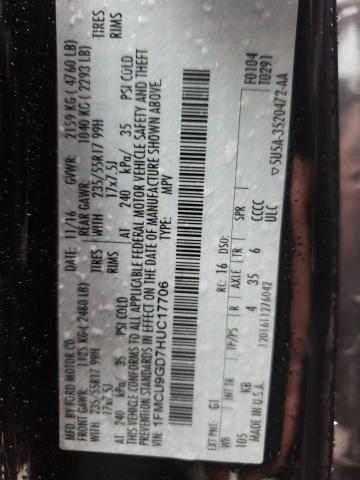 MFD. BY FORD MOTOR CO. DATE: 11/16 GVWR: 2159 KG ( 4760 LB)
FRONT GAWR: 1125 KG ( 2480 LB) REAR GAWR: 1040 KG ( 2293 LB)
WITH 235/55R17 99H TIRES WITH 235/55R17 99H TIRES
17x7.5J RIMS 17x7.5J RIMS
AT 240 kPa/ 35 PSI COLD AT 240 kPa/ 35 PSI COLD
THIS VEHICLE CONFORMS TO ALL APPLICABLE FEDERAL MOTOR VEHICLE SAFETY AND THEFT
PREVENTION STANDARDS IN EFFECT ON THE DATE OF MANUFACTURE SHOWN ABOVE.
VIN: 1FMCU9GD7HUC17706
TYPE: MPV
F0104
T0291
EXT PNT: G1 RC: 16 DSO:
WB INT TR TP/PS R AXLE TR SPR
105 KB 4 35 6 CCCC
ULC
MADE IN U.S.A. 1201611276042
▽5U5A-3520472-AA